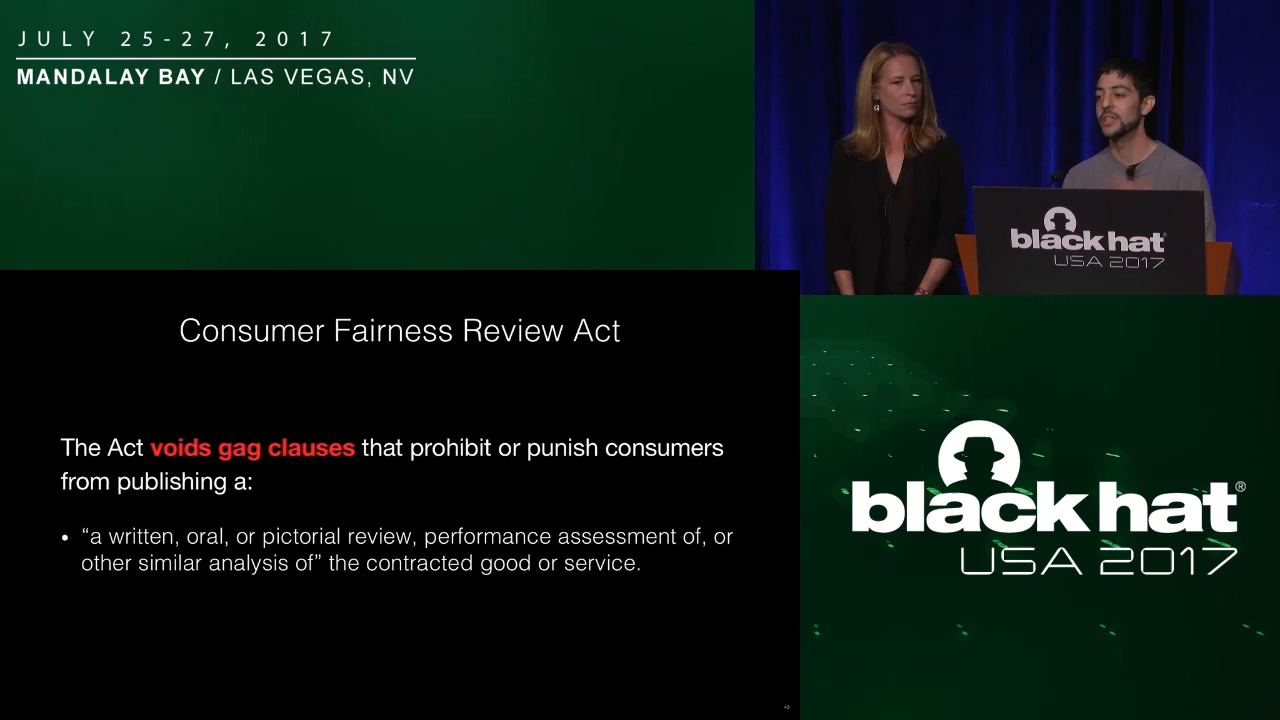 JULY 25-27, 2017
MANDALAY BAY / LAS VEGAS, NV
black hat®
USA 2017
Consumer Fairness Review Act
The Act voids gag clauses that prohibit or punish consumers
from publishing a:
• “a written, oral, or pictorial review, performance assessment of, or
other similar analysis of” the contracted good or service.
43
black hat®
USA 2017